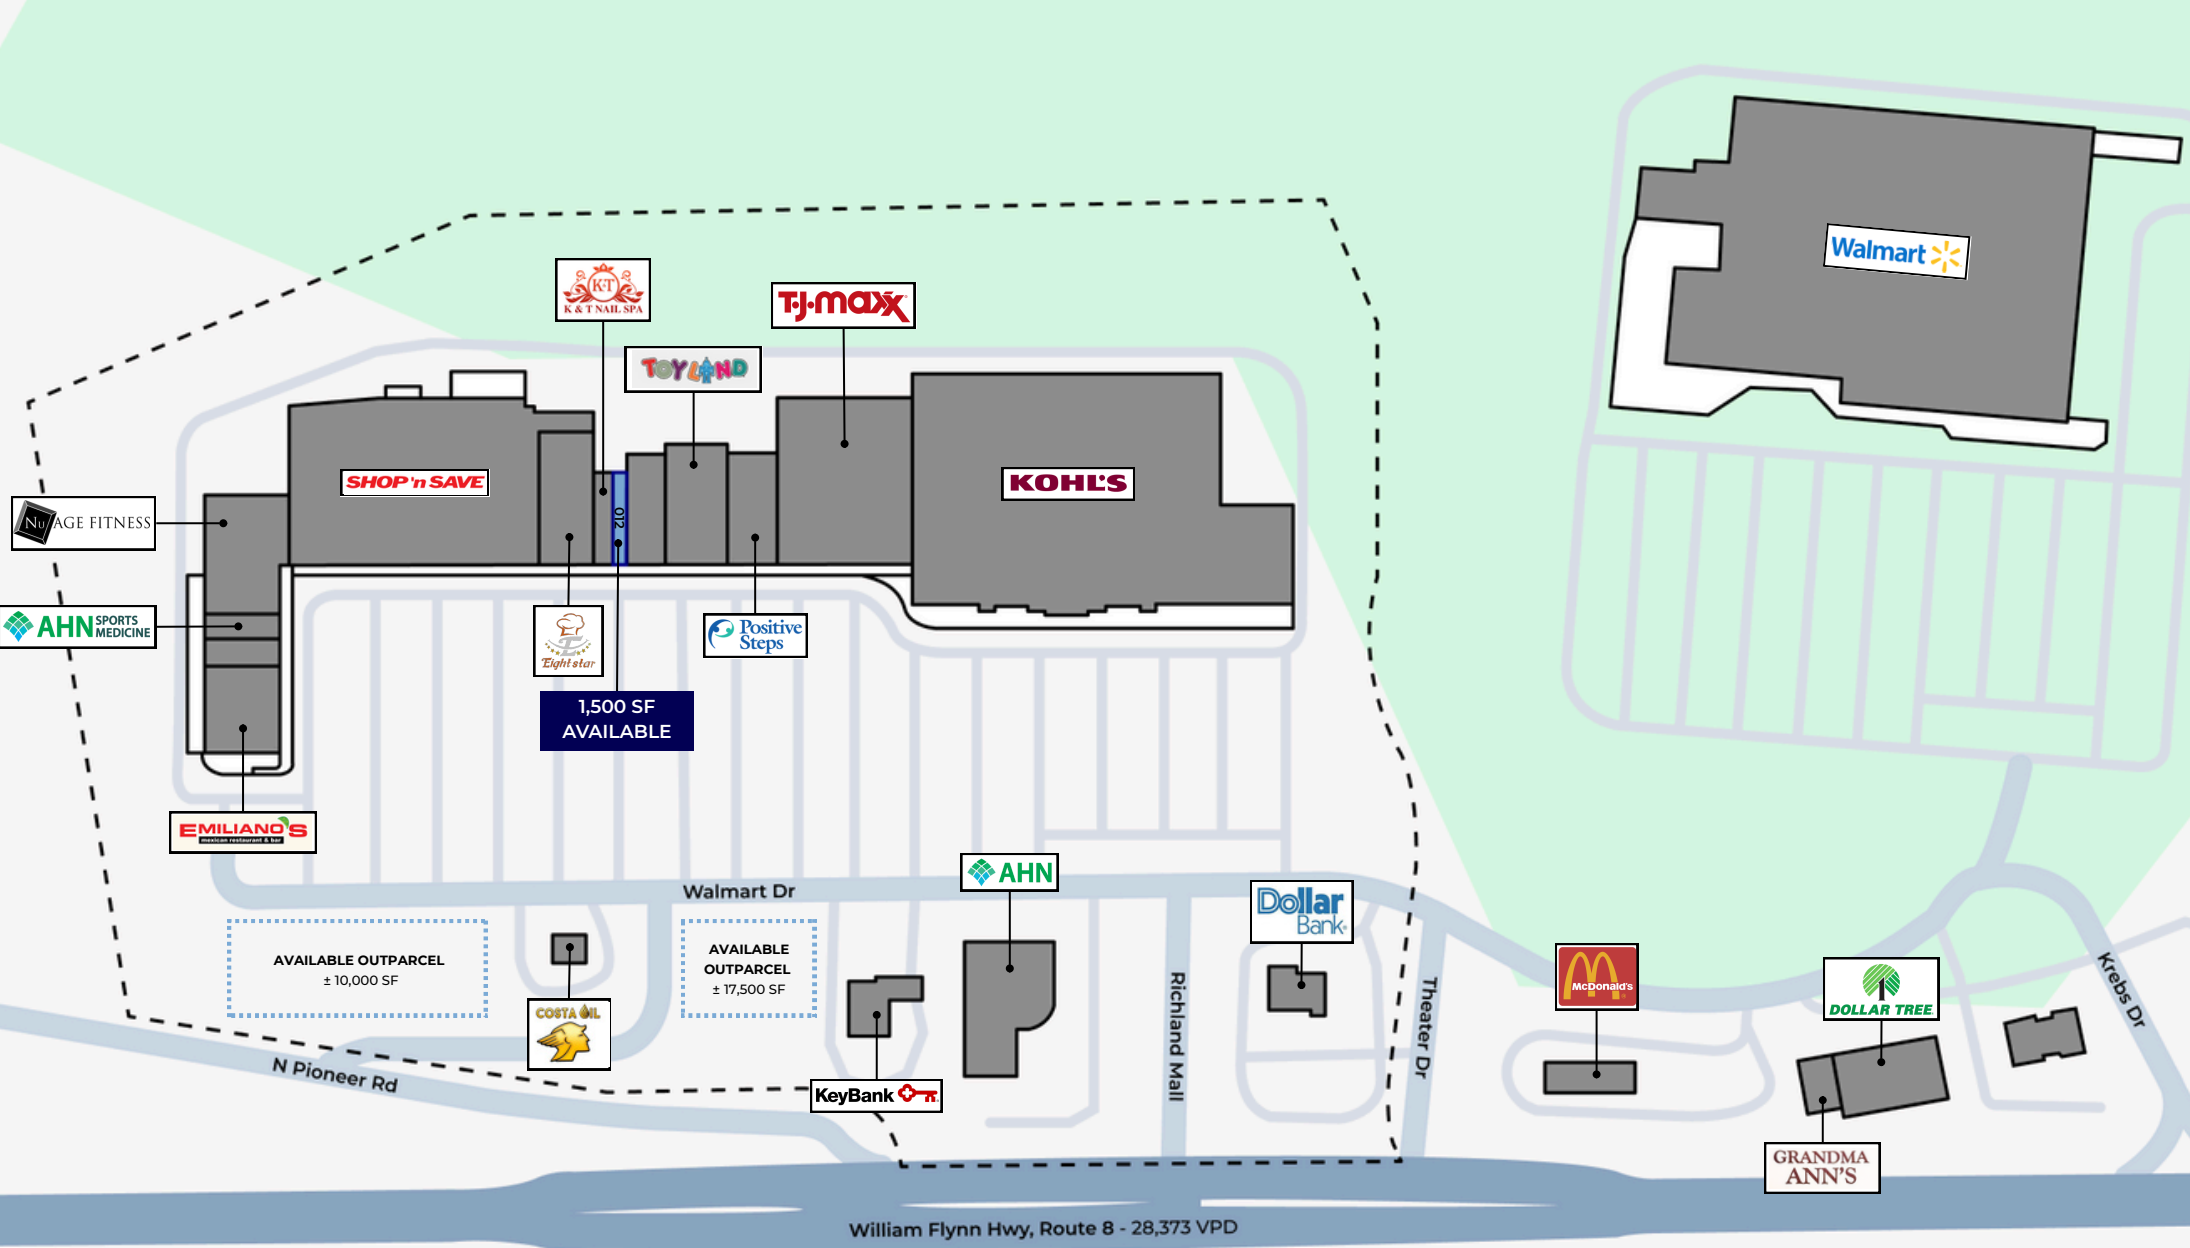 Walmart
K·T
K & T NAIL SPA
T·J·maxx
TOYLAND
SHOP 'n SAVE
KOHL'S
012
NU AGE FITNESS
AHN SPORTS
MEDICINE
Eight star
Positive
Steps
1,500 SF
AVAILABLE
EMILIANO'S
mexican restaurant & bar
AHN
Walmart Dr
Dollar
Bank
AVAILABLE OUTPARCEL
± 10,000 SF
AVAILABLE
OUTPARCEL
± 17,500 SF
COSTA OIL
KeyBank
Richland Mall
Theater Dr
McDonald's
DOLLAR TREE
Krebs Dr
N Pioneer Rd
GRANDMA
ANN'S
William Flynn Hwy, Route 8 - 28,373 VPD